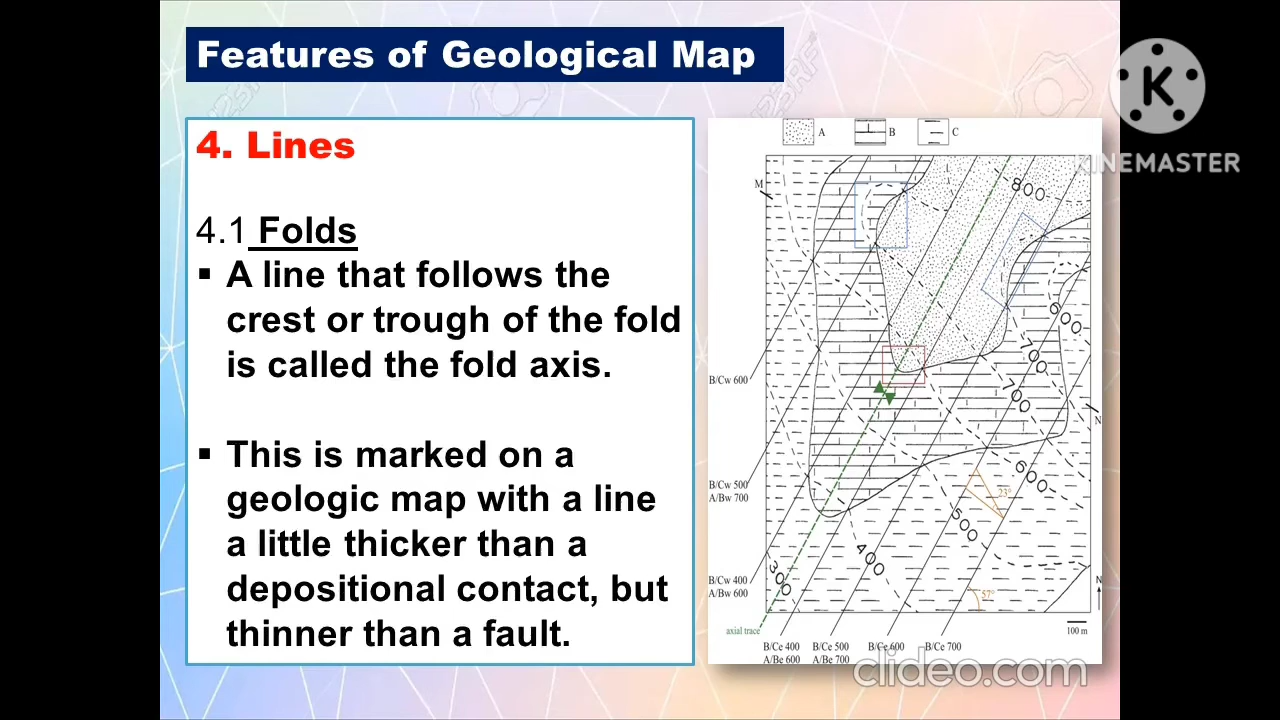 Features of Geological Map
4. Lines
4.1 Folds
▪ A line that follows the
crest or trough of the fold
is called the fold axis.
▪ This is marked on a
geologic map with a line
a little thicker than a
depositional contact, but
thinner than a fault.
A
B
C
M
800
800
700
700
600
500
400
300
N
23°
57°
B/Cw 600
B/Cw 500
A/Bw 700
B/Cw 400
A/Bw 600
N
axial trace
100 m
B/Ce 400 B/Ce 500 B/Ce 600 B/Ce 700
A/Be 600 A/Be 700
K
KINEMASTER
clideo.com